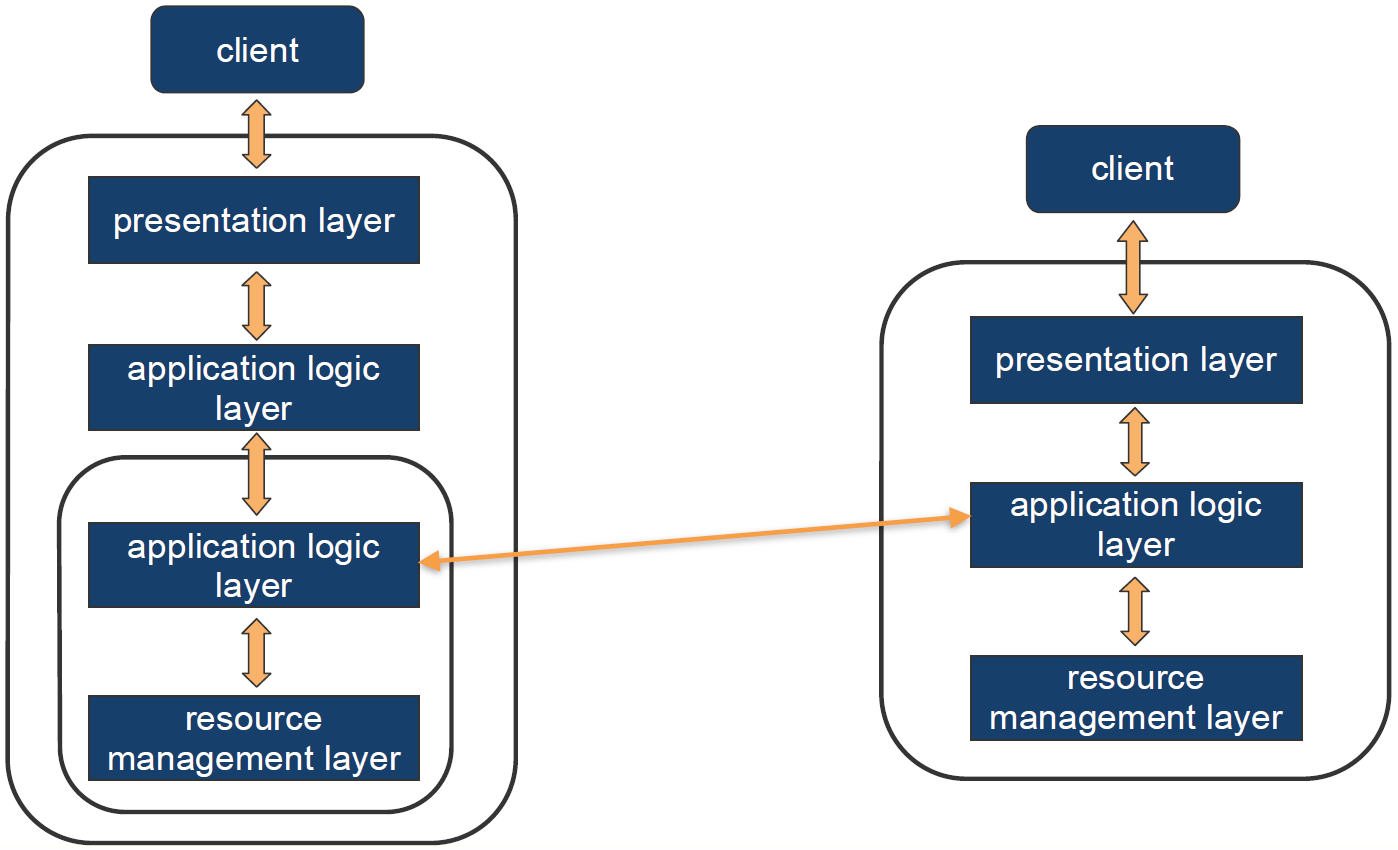 client
presentation layer
application logic
layer
application logic
layer
resource
management layer
client
presentation layer
application logic
layer
resource
management layer